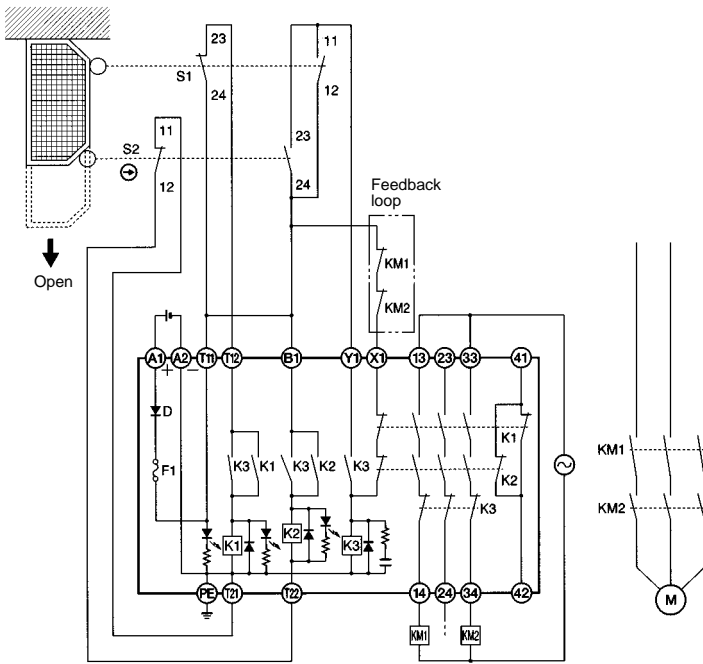 23
11
S1
24
12
11
S2
23
12
24
Feedback
loop
Open
KM1
KM2
A1 A2 T11 T12 B1 Y1 X1 13 23 33 41
+ −
D
F1
K3 K1 K3 K2 K3
K1
K2
K3
K1 K2 K3
PE T21 T22 14 24 34 42
KM1 KM2
KM1
KM2
M